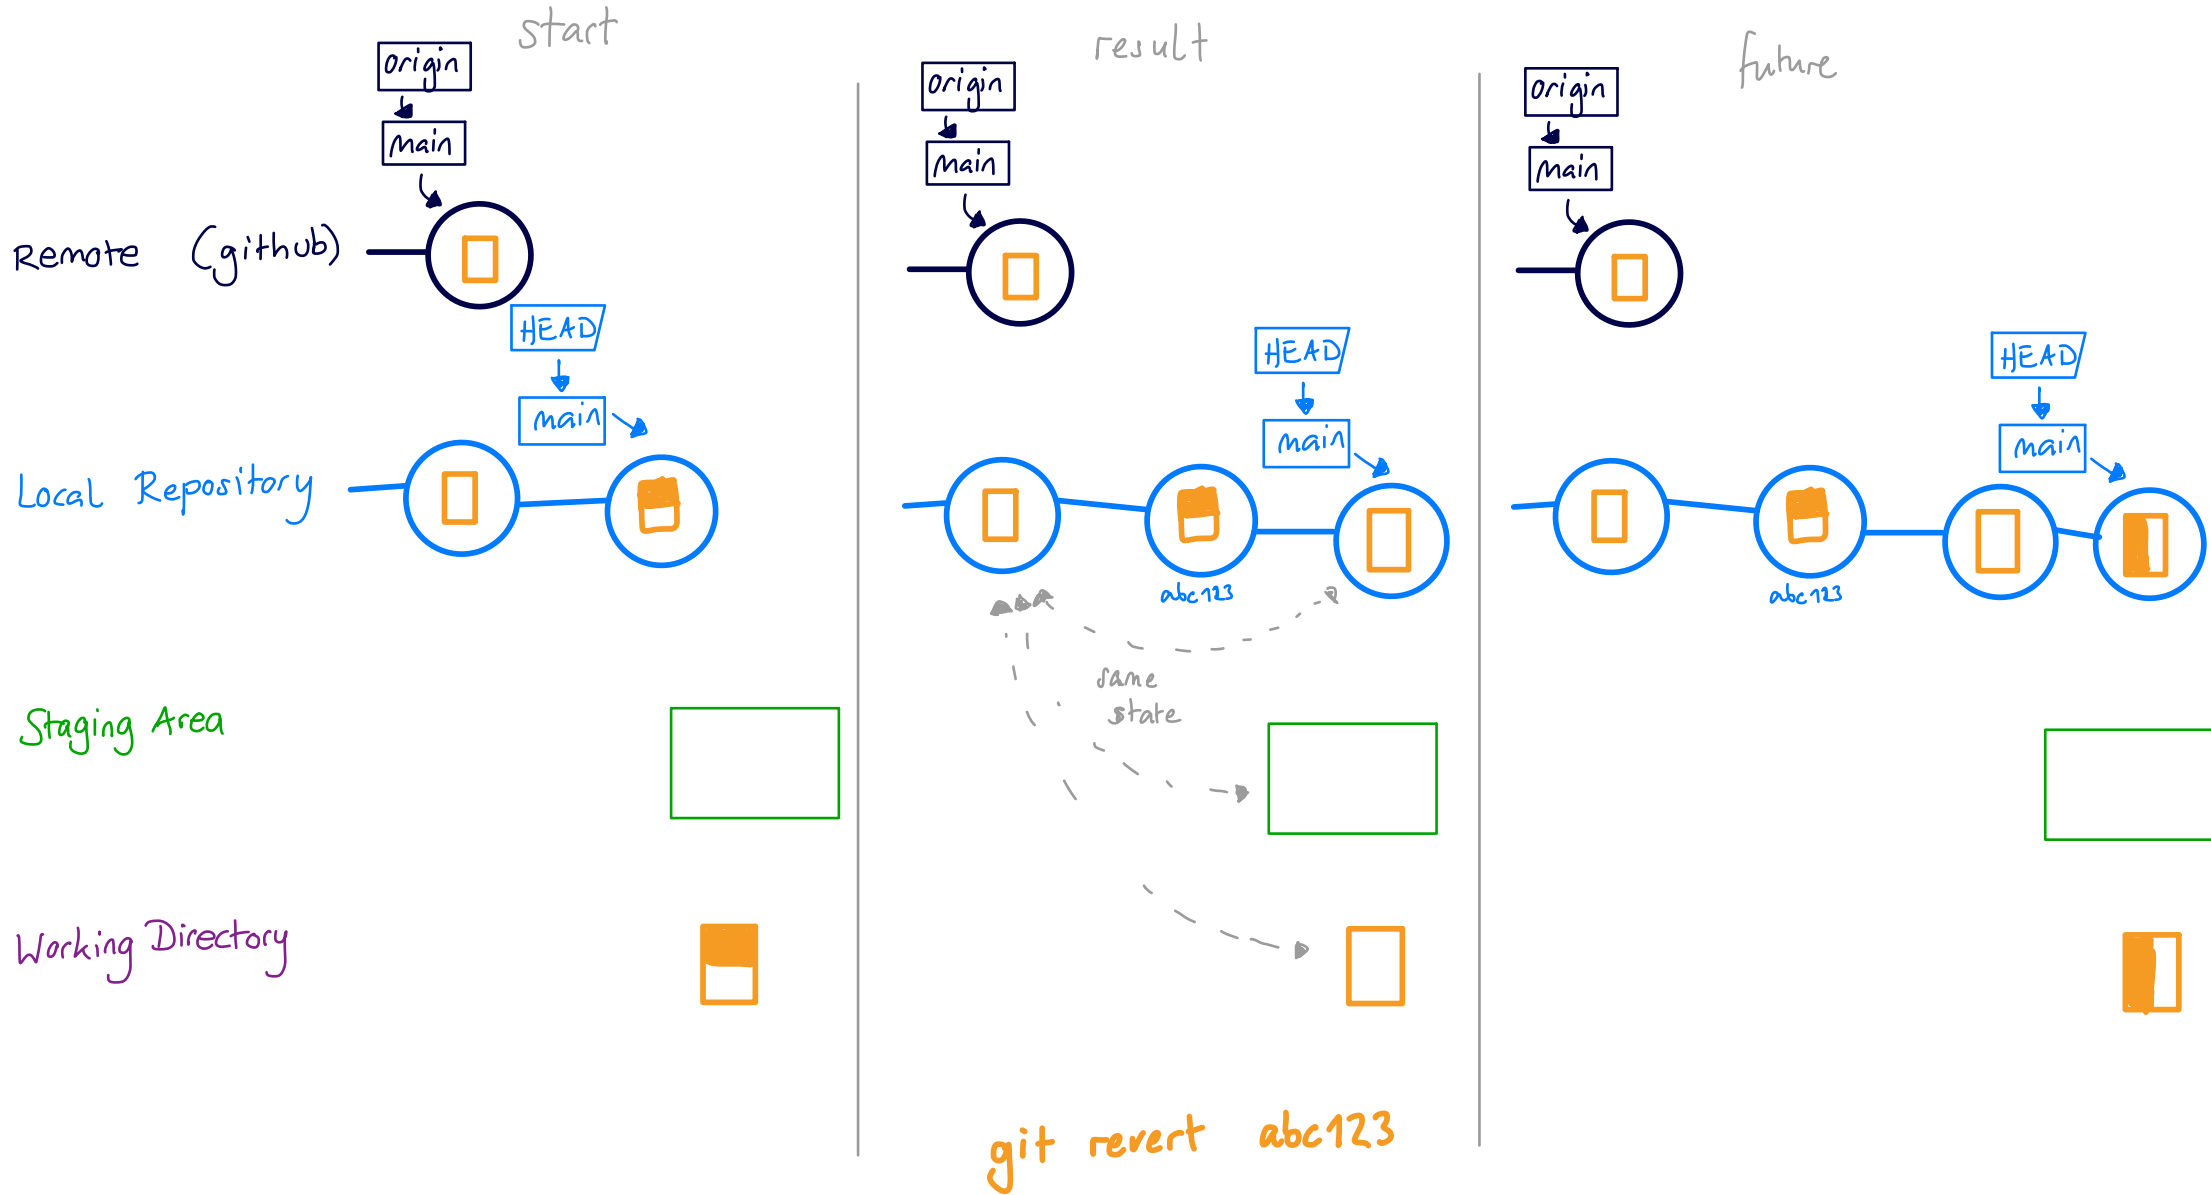 start
result
future
origin
main
origin
main
origin
main
Remote (github)
HEAD
main
HEAD
main
HEAD
main
Local Repository
abc123
abc123
same
state
Staging Area
Working Directory
git revert abc123